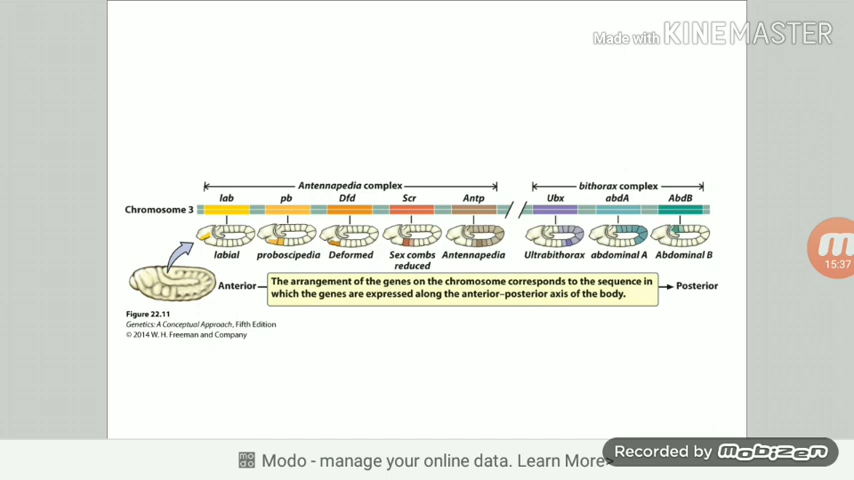 Made with KINEMASTER
Antennapedia complex bithorax complex
lab pb Dfd Scr Antp Ubx abdA AbdB
Chromosome 3
labial proboscipedia Deformed Sex combs reduced Antennapedia Ultrabithorax abdominal A Abdominal B
Anterior
The arrangement of the genes on the chromosome corresponds to the sequence in
which the genes are expressed along the anterior–posterior axis of the body.
Posterior
Figure 22.11
Genetics: A Conceptual Approach, Fifth Edition
© 2014 W. H. Freeman and Company
15:37
Modo - manage your online data. Learn More>
Recorded by mobizen